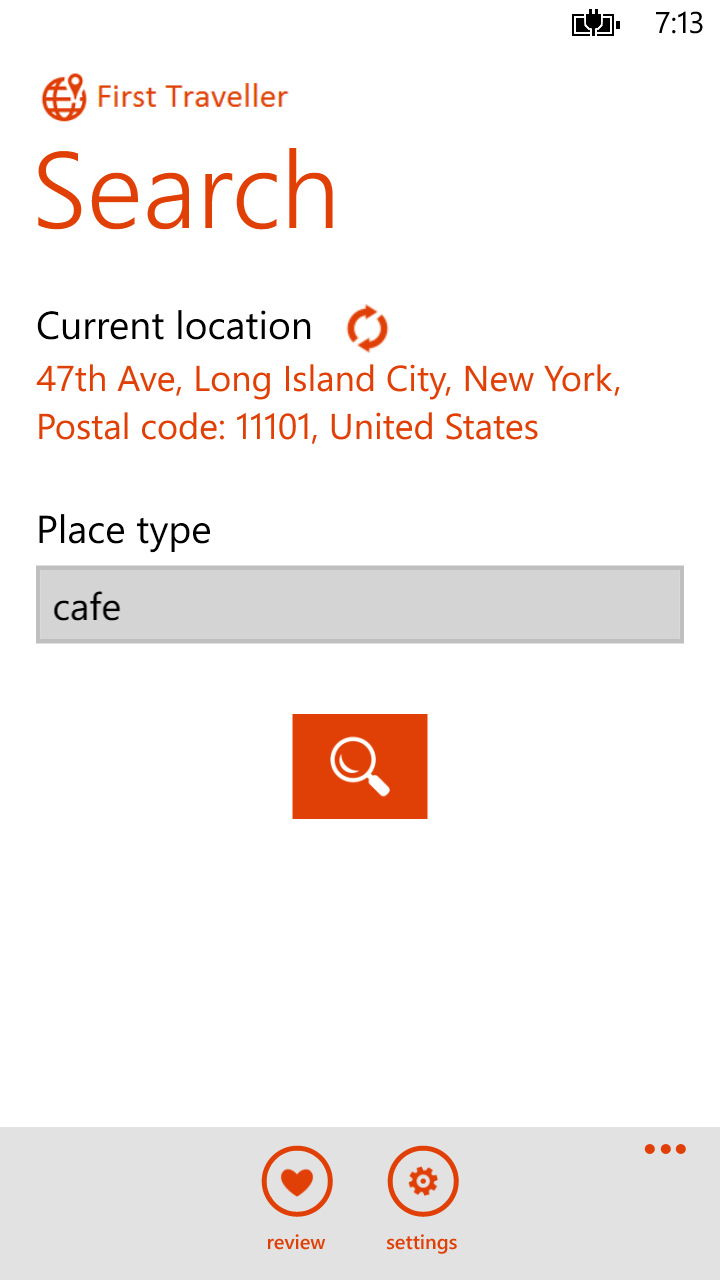 7:13
First Traveller
Search
Current location
47th Ave, Long Island City, New York,
Postal code: 11101, United States
Place type
cafe
review
settings